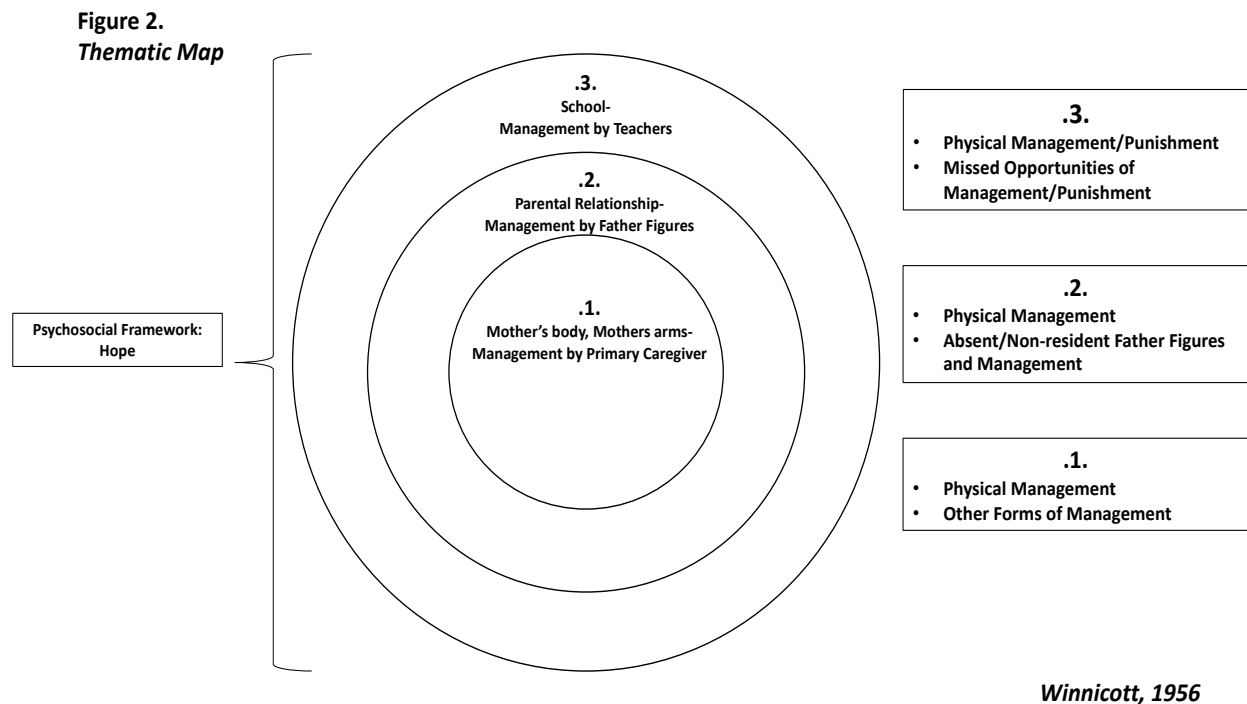 Figure 2.
Thematic Map
.3.
School-
Management by Teachers
.2.
Parental Relationship-
Management by Father Figures
.1.
Mother’s body, Mothers arms-
Management by Primary Caregiver
Psychosocial Framework:
Hope
.3.
• Physical Management/Punishment
• Missed Opportunities of
Management/Punishment
.2.
• Physical Management
• Absent/Non-resident Father Figures
and Management
.1.
• Physical Management
• Other Forms of Management
Winnicott, 1956